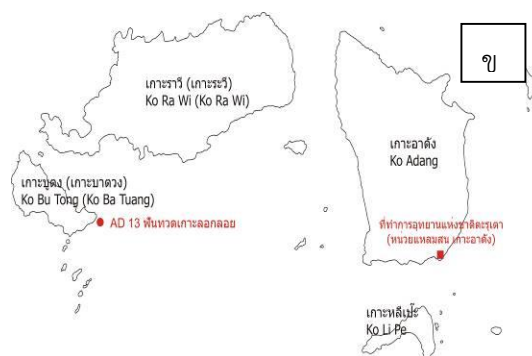 ข
เกาะราวี (เกาะระวี)
Ko Ra Wi (Ko Ra Wi)
เกาะอาดัง
Ko Adang
เกาะบูตง (เกาะบาตวง)
Ko Bu Tong (Ko Ba Tuang)
AD 13 พันทวดเกาะลอกลอย
ที่ทำการอุทยานแห่งชาติตะรุเตา
(หน่วยแหลมสน เกาะอาดัง)
เกาะหลีเป๊ะ
Ko Li Pe